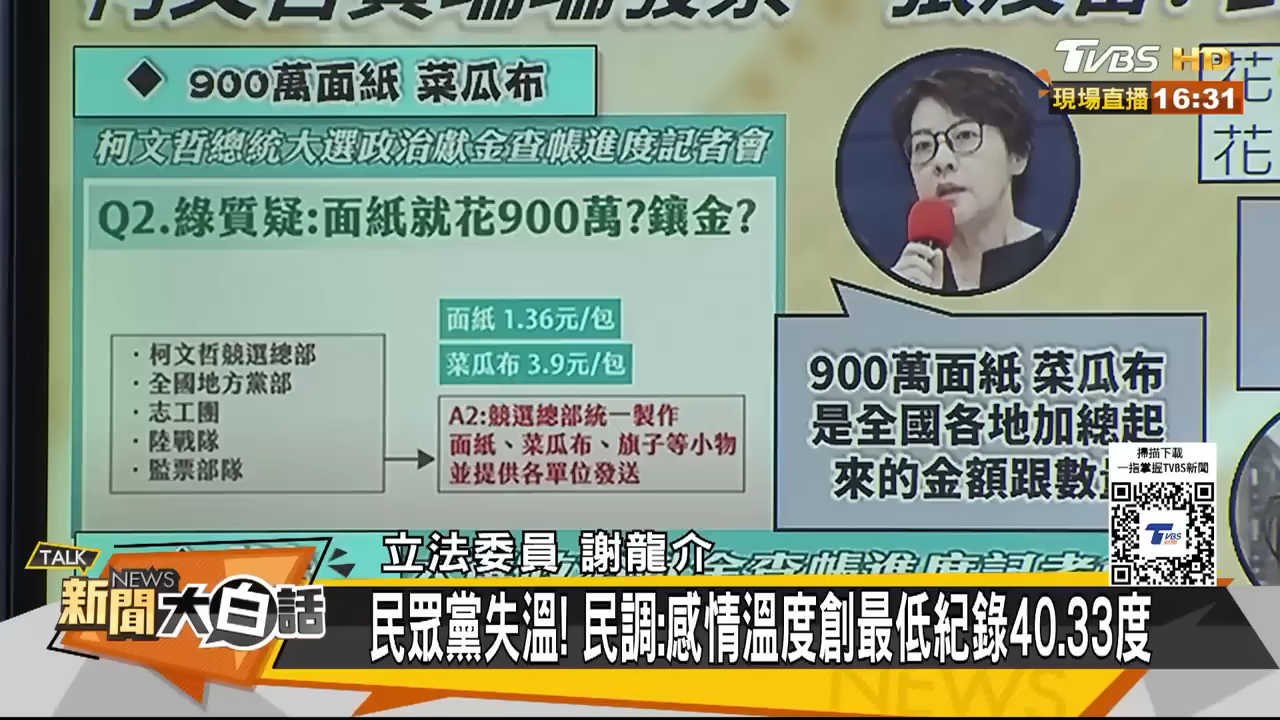 TVBS HD
現場直播 16:31
◆ 900萬面紙 菜瓜布
柯文哲總統大選政治獻金查帳進度記者會
Q2.綠質疑:面紙就花900萬?鑲金?
面紙 1.36元/包
菜瓜布 3.9元/包
・柯文哲競選總部
・全國地方黨部
・志工團
・陸戰隊
・監票部隊
A2:競選總部統一製作
面紙、菜瓜布、旗子等小物
並提供各單位發送
花
花
900萬面紙 菜瓜布
是全國各地加總起
來的金額跟數
掃描下載
一指掌握TVBS新聞
TVBS
立法委員 謝龍介
TALK
NEWS
新聞大白話
民眾黨失溫! 民調:感情溫度創最低紀錄40.33度
NEWS